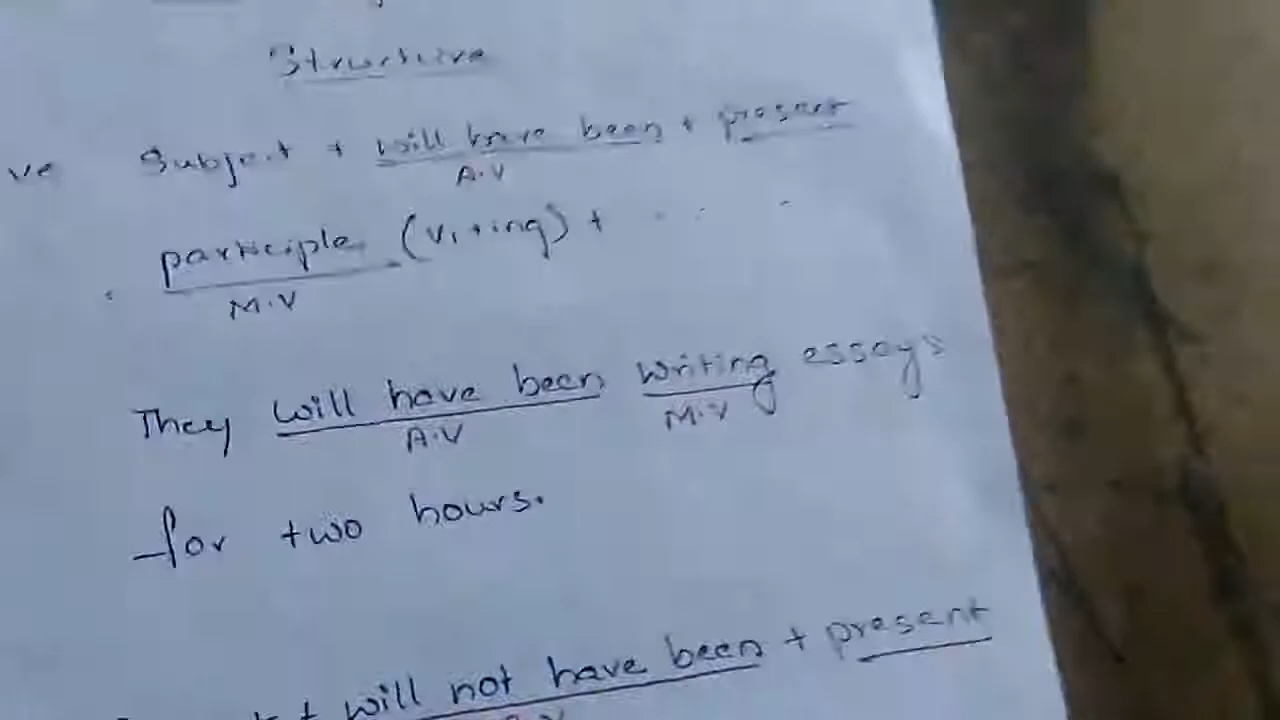 Structure
ve Subject + will have been + present
A.V
participle (V1+ing) + . . .
M.V
They will have been writing essays
A.V M.V
for two hours.
+ will not have been + present